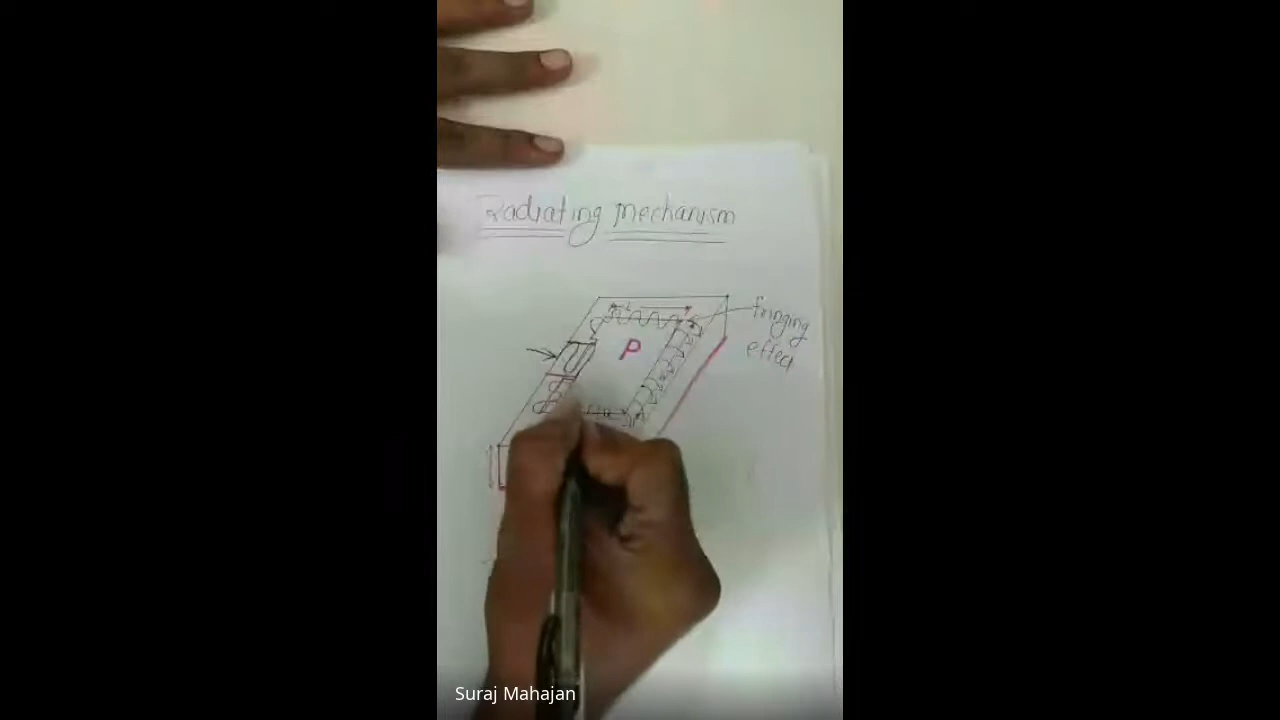 Radiating Mechanism
L
fringing
effect
P
Suraj Mahajan